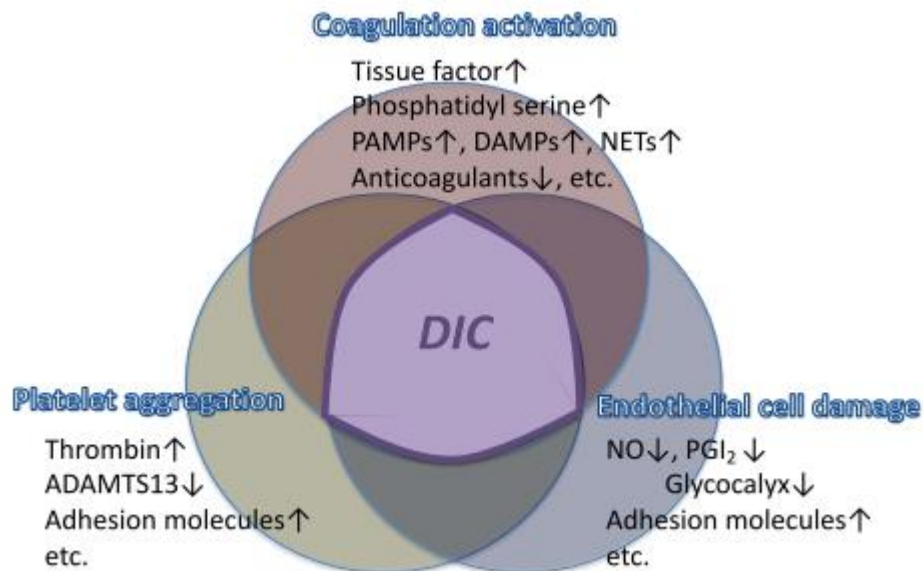 Coagulation activation
Tissue factor↑
Phosphatidyl serine↑
PAMPs↑, DAMPs↑, NETs↑
Anticoagulants↓, etc.
DIC
Platelet aggregation
Thrombin↑
ADAMTS13↓
Adhesion molecules↑
etc.
Endothelial cell damage
NO↓, PGI₂ ↓
Glycocalyx↓
Adhesion molecules↑
etc.